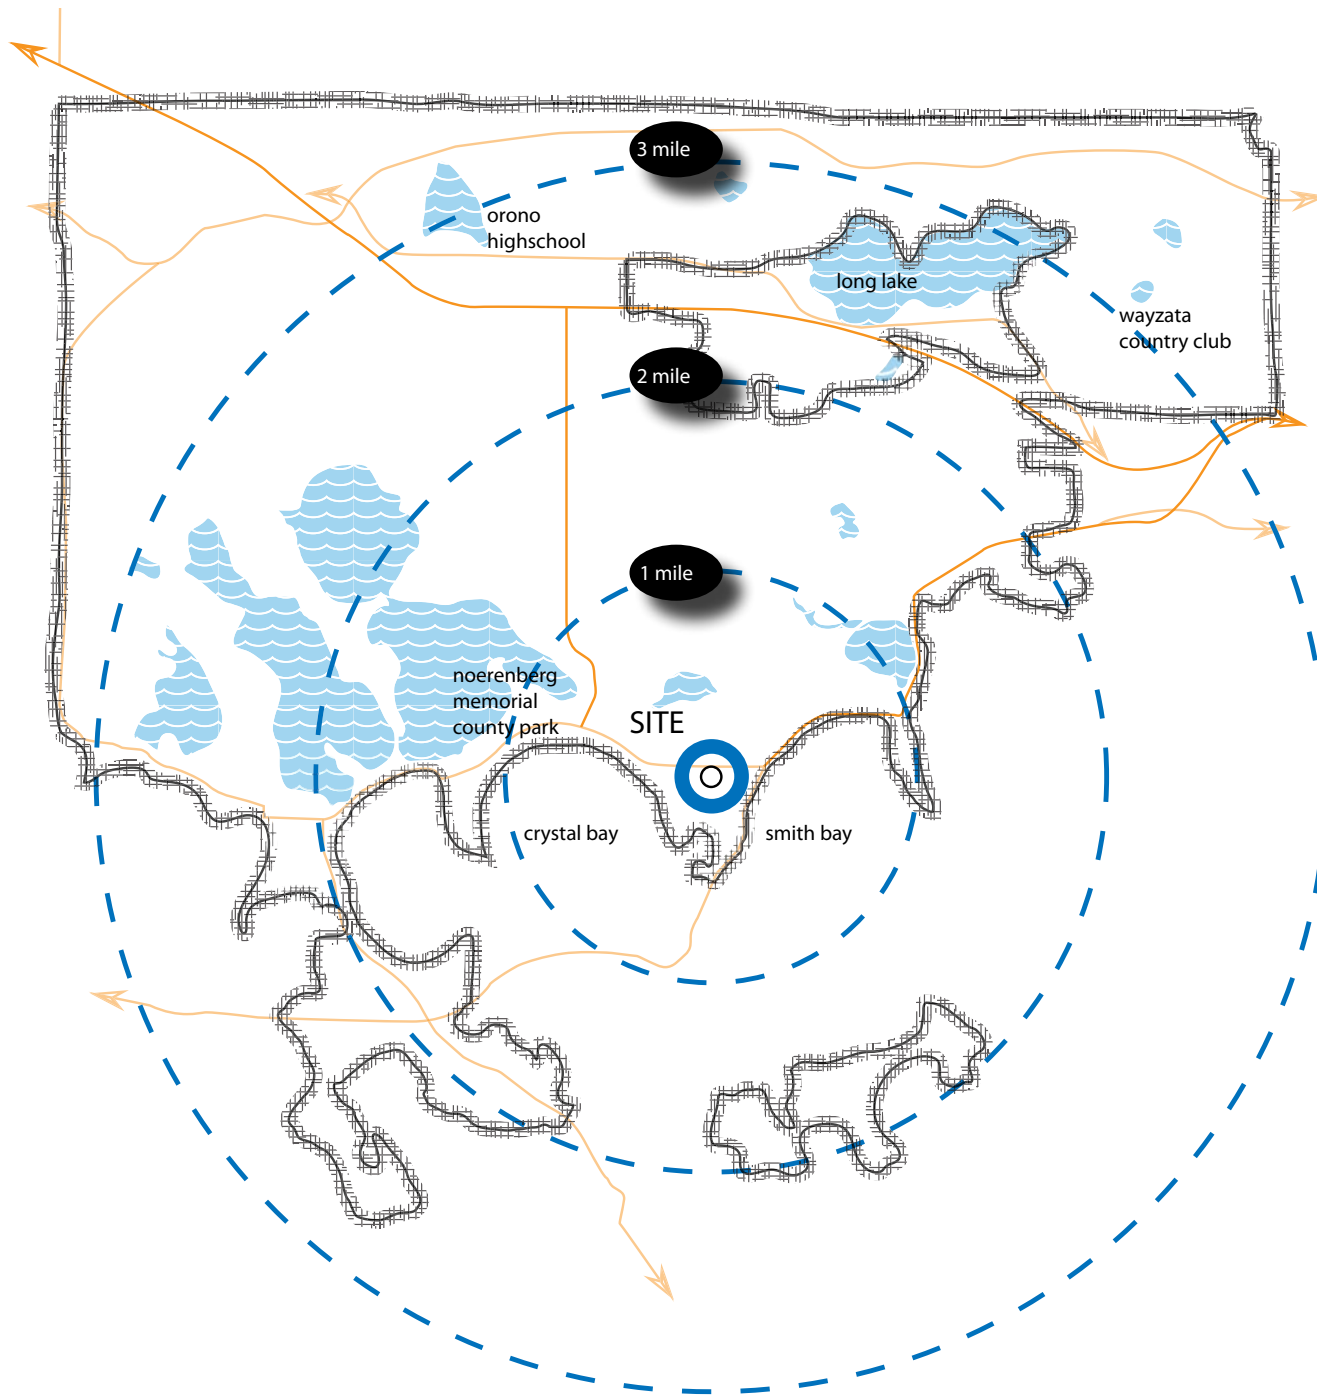 3 mile
orono
highschool
long lake
wayzata
country club
2 mile
1 mile
noerenberg
memorial
county park
SITE
crystal bay
smith bay